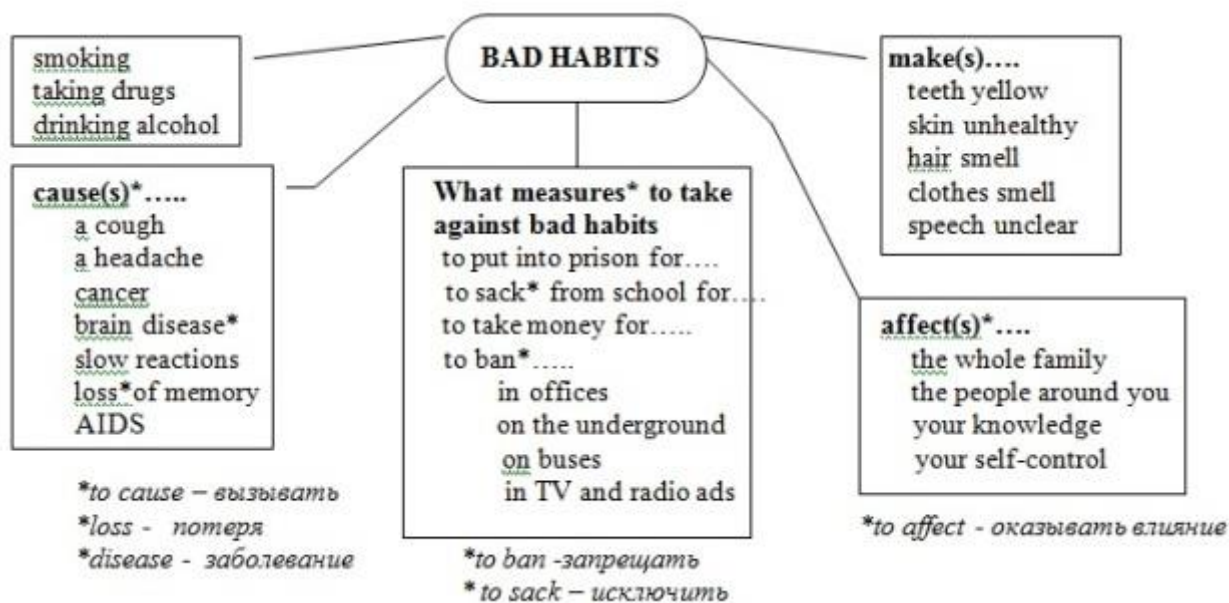 BAD HABITS
smoking
taking drugs
drinking alcohol
cause(s)*…..
a cough
a headache
cancer
brain disease*
slow reactions
loss*of memory
AIDS
*to cause – вызывать
*loss - потеря
*disease - заболевание
What measures* to take
against bad habits
to put into prison for….
to sack* from school for….
to take money for…..
to ban*…..
in offices
on the underground
on buses
in TV and radio ads
*to ban -запрещать
* to sack – исключить
make(s)….
teeth yellow
skin unhealthy
hair smell
clothes smell
speech unclear
affect(s)*….
the whole family
the people around you
your knowledge
your self-control
*to affect - оказывать влияние